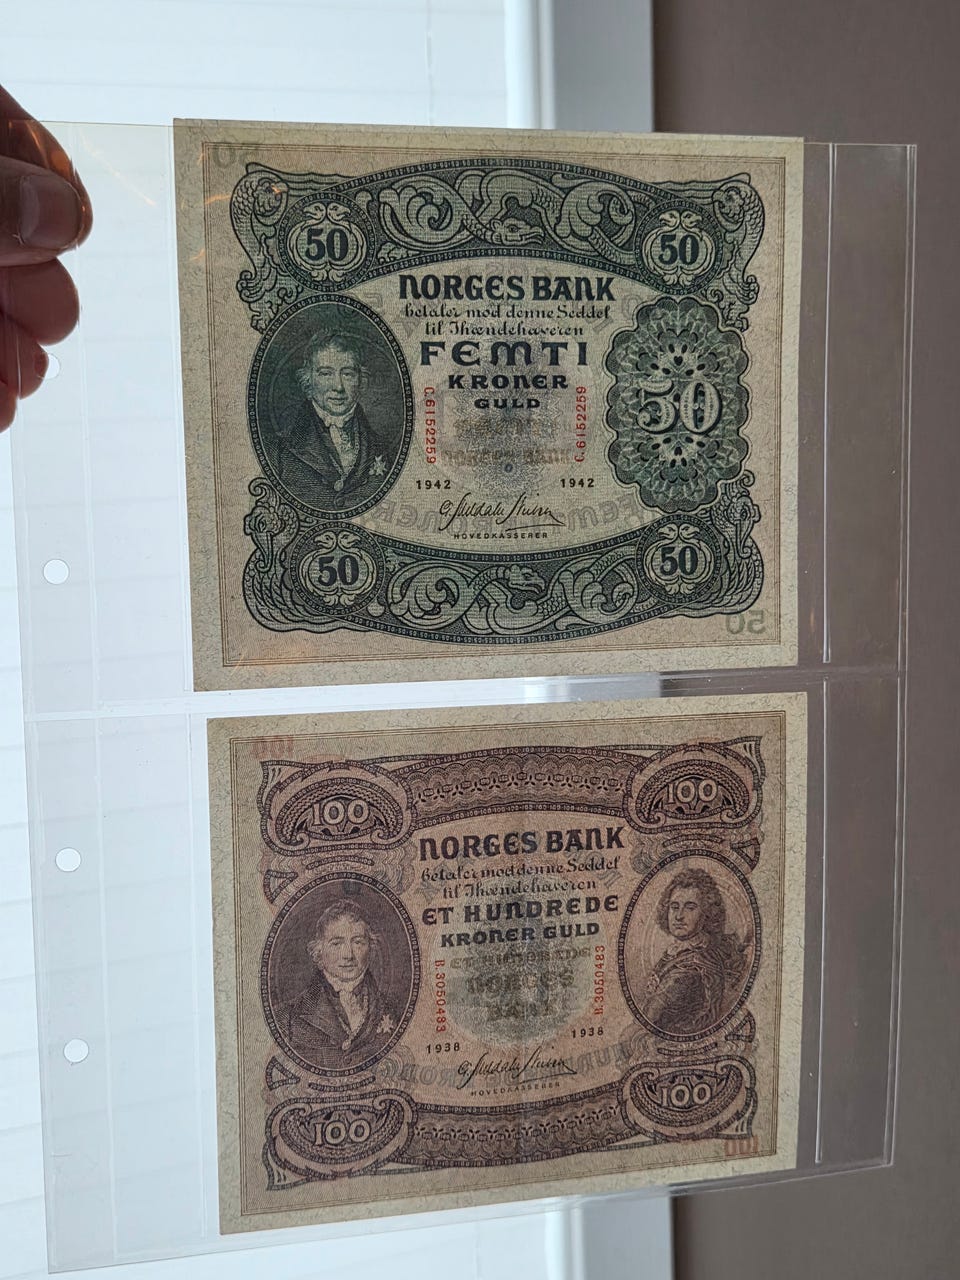 50 50
NORGES BANK
betaler mod denne Seddel
til Ihændehaveren
FEMTI
KRONER
GULD
C.6152259 C.6152259
50
1942 1942
HOVEDKASSERER
50 50
50
100 100
NORGES BANK
betaler mod denne Seddel
til Ihændehaveren
ET HUNDREDE
KRONER GULD
B.3050483 B.3050483
1938 1938
HOVEDKASSERER
100 100